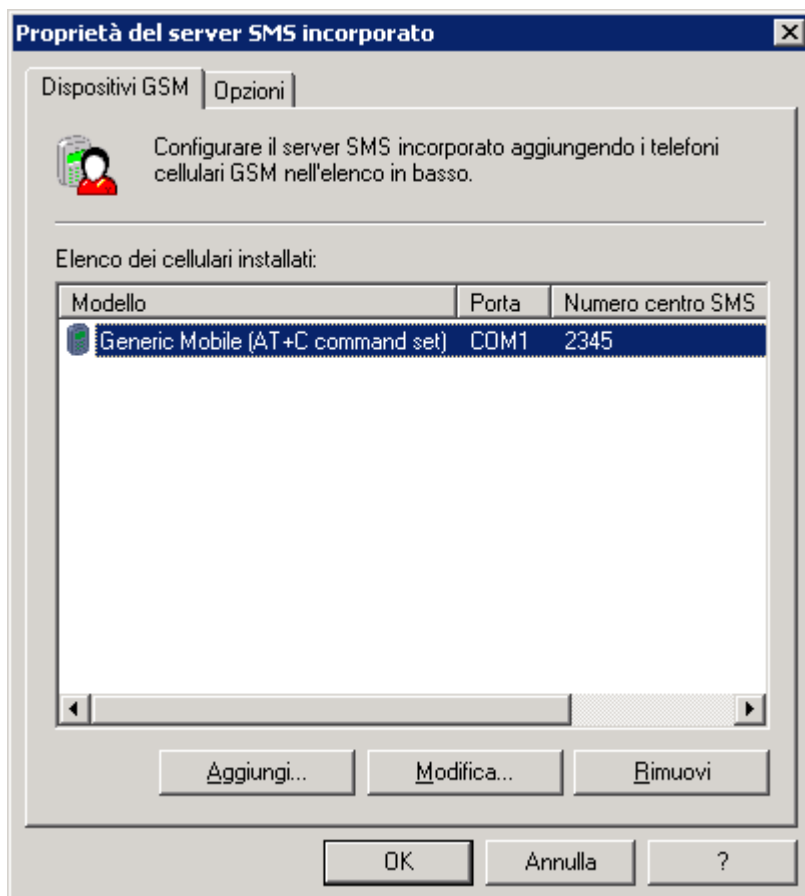 Proprietà del server SMS incorporato
Dispositivi GSM Opzioni
Configurare il server SMS incorporato aggiungendo i telefoni
cellulari GSM nell'elenco in basso.
Elenco dei cellulari installati:
Modello Porta Numero centro SMS
Generic Mobile (AT+C command set) COM1 2345
Aggiungi... Modifica... Rimuovi
OK Annulla ?